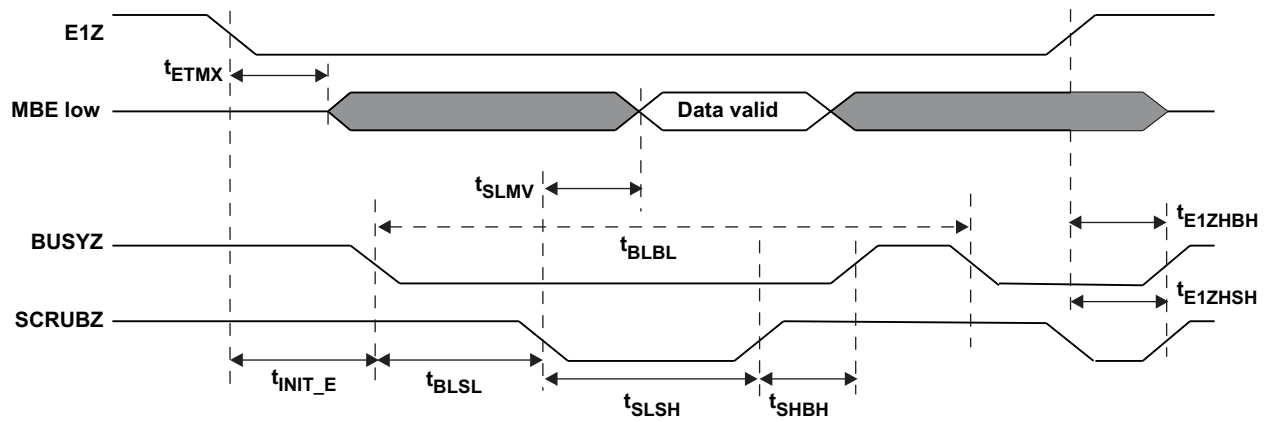 E1Z
tETMX
MBE low
Data valid
tSLMV
tE1ZHBH
BUSYZ
tBLBL
tE1ZHSH
SCRUBZ
tINIT_E
tBLSL
tSLSH
tSHBH